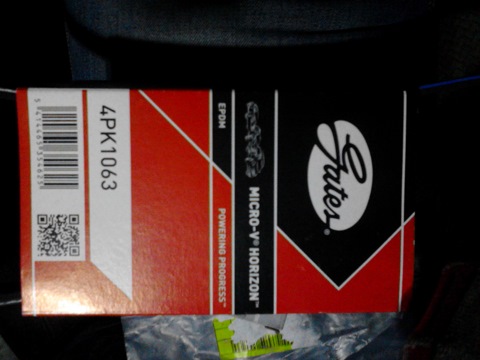 Gates®
MICRO-V® HORIZON™
EPDM
POWERING PROGRESS™
4PK1063